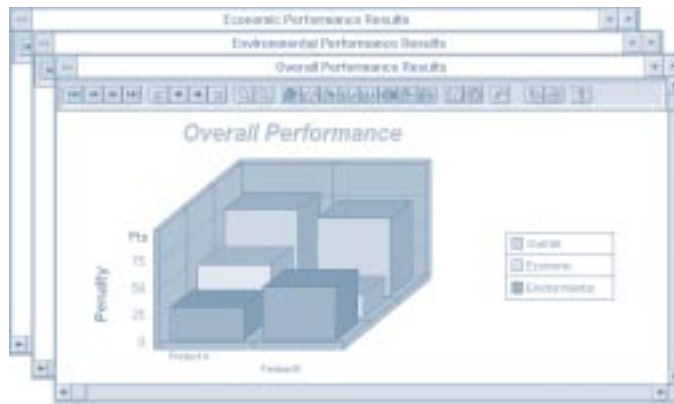 Economic Performance Results
Environmental Performance Results
Overall Performance Results
Overall Performance
Pts
75
50
25
0
Penalty
Product A
Product B
Overall
Economic
Environmental